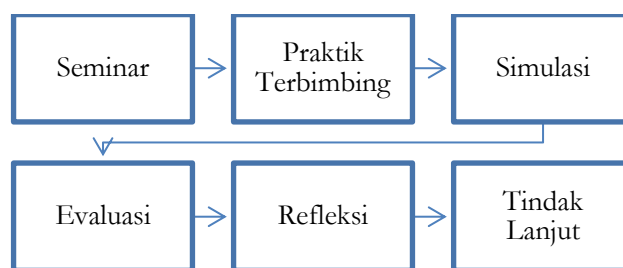 Seminar
Praktik
Terbimbing
Simulasi
Evaluasi
Refleksi
Tindak
Lanjut